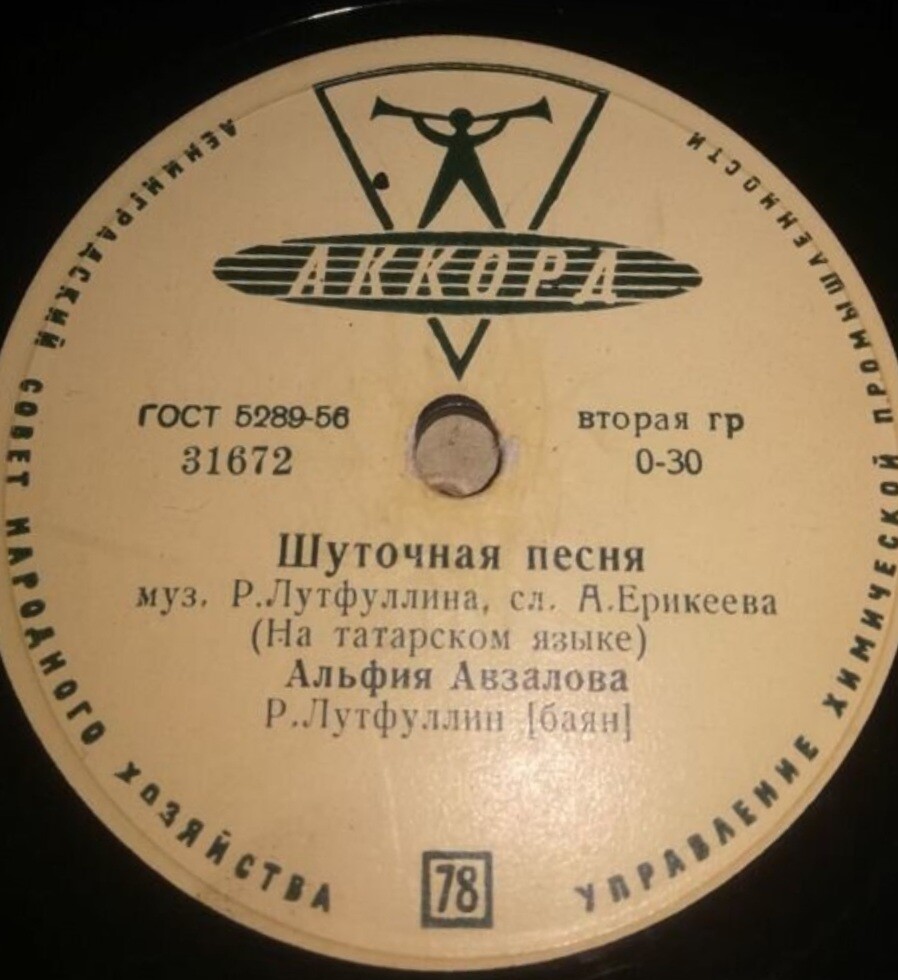 ЛЕНИНГРАДСКИЙ СОВЕТ НАРОДНОГО ХОЗЯЙСТВА
УПРАВЛЕНИЕ ХИМИЧЕСКОЙ ПРОМЫШЛЕННОСТИ
АККОРД
ГОСТ 5289-56
31672
вторая гр
0-30
Шуточная песня
муз. Р.Лутфуллина, сл. А.Ерикеева
(На татарском языке)
Альфия Авзалова
Р.Лутфуллин [баян]
78